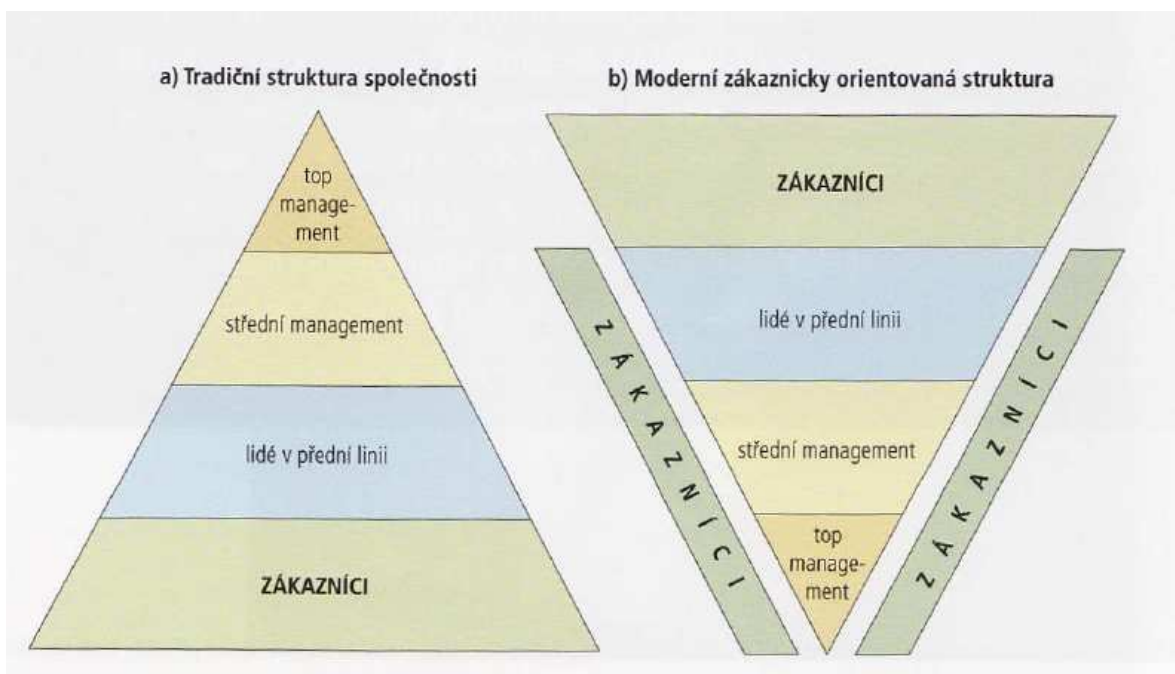 a) Tradiční struktura společnosti
top
manage-
ment
střední management
lidé v přední linii
ZÁKAZNÍCI
b) Moderní zákaznicky orientovaná struktura
ZÁKAZNÍCI
lidé v přední linii
střední management
top
manage-
ment
ZÁKAZNÍCI
ZÁKAZNÍCI